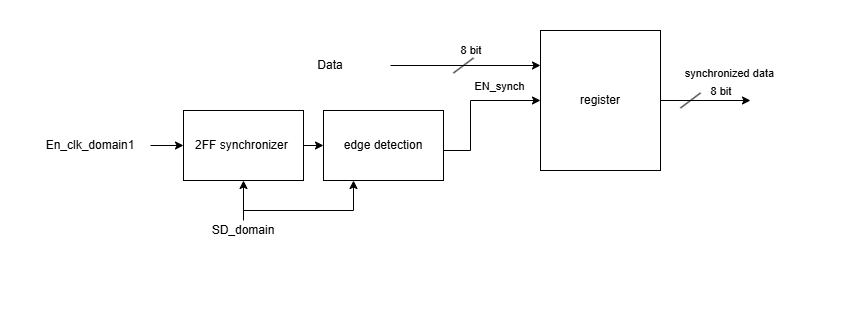 8 bit
Data
synchronized data
EN_synch
8 bit
register
En_clk_domain1
2FF synchronizer
edge detection
SD_domain